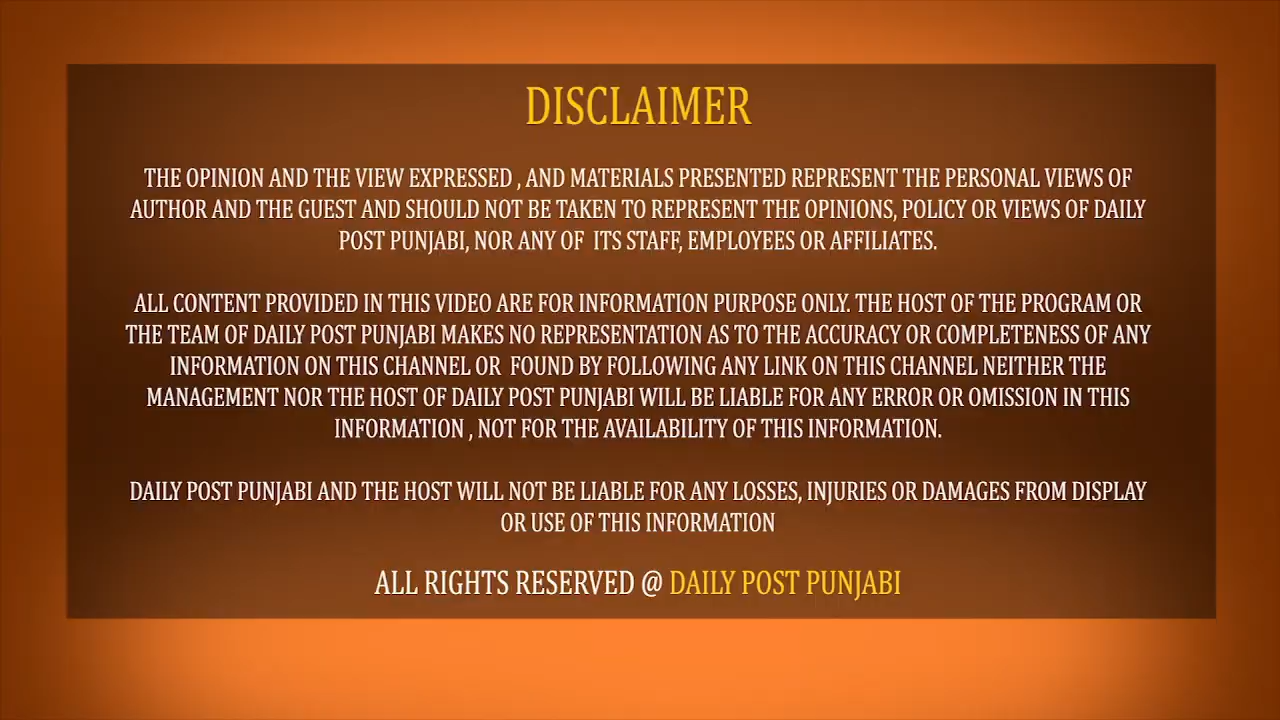 DISCLAIMER
THE OPINION AND THE VIEW EXPRESSED , AND MATERIALS PRESENTED REPRESENT THE PERSONAL VIEWS OF
AUTHOR AND THE GUEST AND SHOULD NOT BE TAKEN TO REPRESENT THE OPINIONS, POLICY OR VIEWS OF DAILY
POST PUNJABI, NOR ANY OF  ITS STAFF, EMPLOYEES OR AFFILIATES.
ALL CONTENT PROVIDED IN THIS VIDEO ARE FOR INFORMATION PURPOSE ONLY. THE HOST OF THE PROGRAM OR
THE TEAM OF DAILY POST PUNJABI MAKES NO REPRESENTATION AS TO THE ACCURACY OR COMPLETENESS OF ANY
INFORMATION ON THIS CHANNEL OR  FOUND BY FOLLOWING ANY LINK ON THIS CHANNEL NEITHER THE
MANAGEMENT NOR THE HOST OF DAILY POST PUNJABI WILL BE LIABLE FOR ANY ERROR OR OMISSION IN THIS
INFORMATION , NOT FOR THE AVAILABILITY OF THIS INFORMATION.
DAILY POST PUNJABI AND THE HOST WILL NOT BE LIABLE FOR ANY LOSSES, INJURIES OR DAMAGES FROM DISPLAY
OR USE OF THIS INFORMATION
ALL RIGHTS RESERVED @ DAILY POST PUNJABI